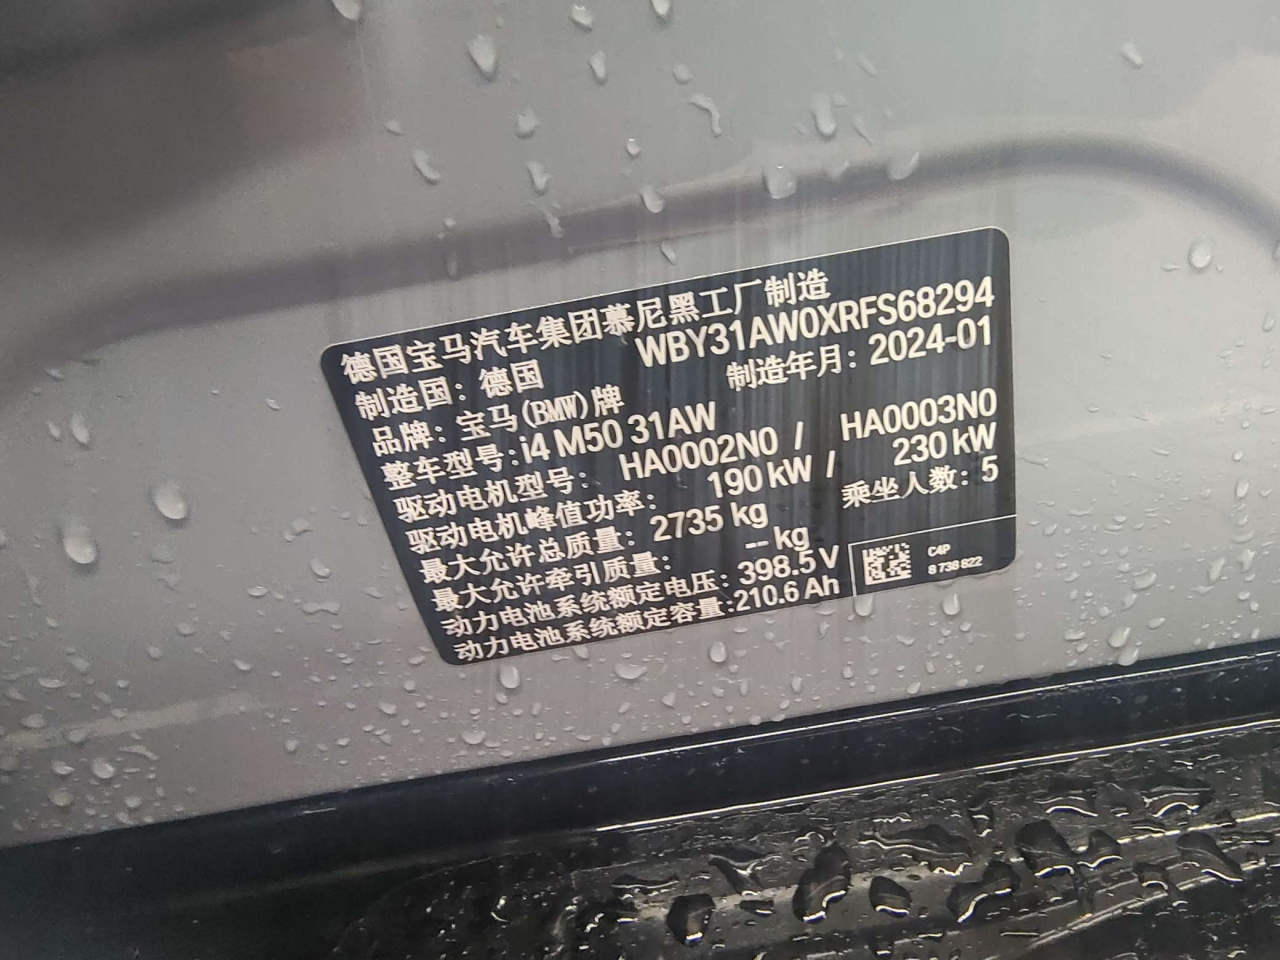 德国宝马汽车集团慕尼黑工厂制造
制造国：德国 WBY31AW0XRFS68294
品牌：宝马(BMW)牌 制造年月：2024-01
整车型号：i4 M50 31AW
驱动电机型号： HA0002N0 / HA0003N0
驱动电机峰值功率： 190 kW / 230 kW
最大允许总质量： 2735 kg 乘坐人数：5
最大允许牵引质量： -- kg
动力电池系统额定电压：398.5 V
动力电池系统额定容量：210.6 Ah
C4P
8 738 822